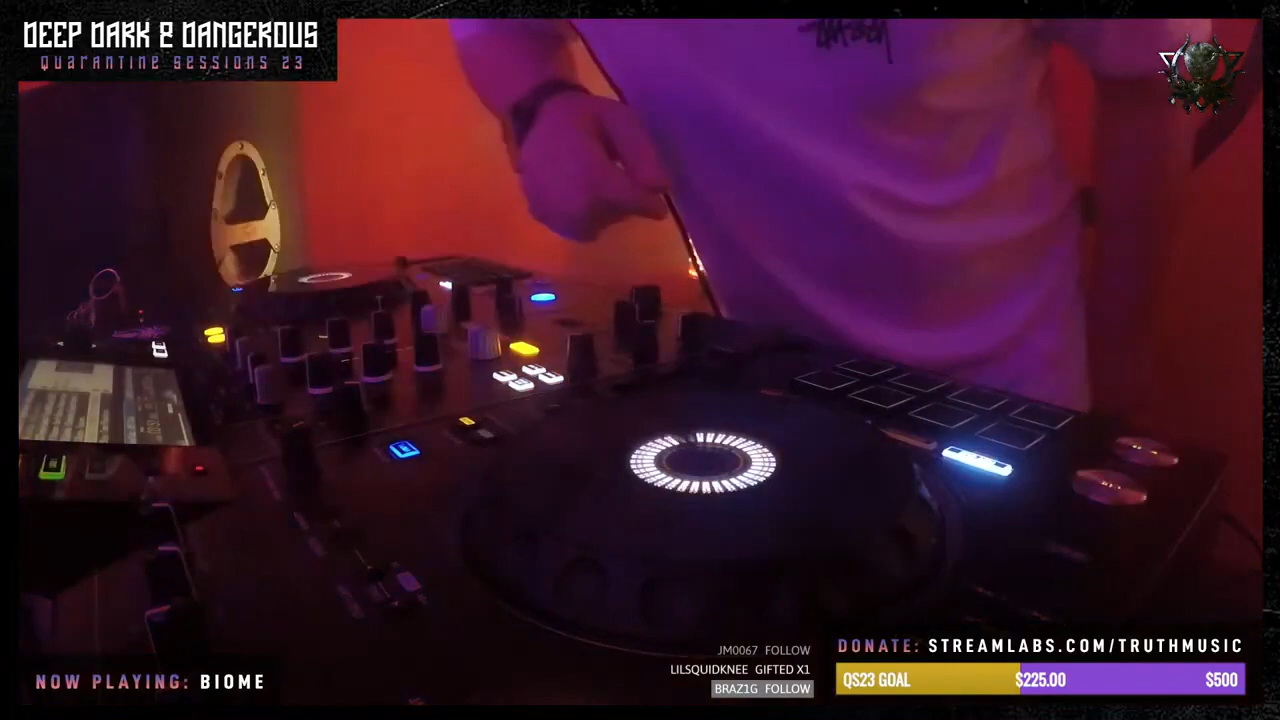 DEEP DARK & DANGEROUS
QUARANTINE SESSIONS 23
JM0067 FOLLOW
LILSQUIDKNEE GIFTED X1
BRAZ1G FOLLOW
DONATE: STREAMLABS.COM/TRUTHMUSIC
QS23 GOAL $225.00 $500
NOW PLAYING: BIOME